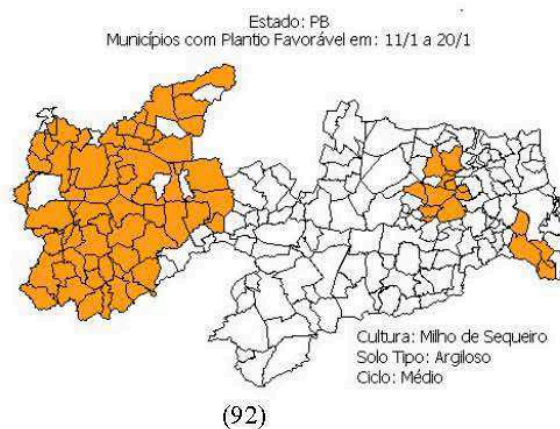 Estado: PB
Municípios com Plantio Favorável em: 11/1 a 20/1
Cultura: Milho de Sequeiro
Solo Tipo: Argiloso
Ciclo: Médio
(92)